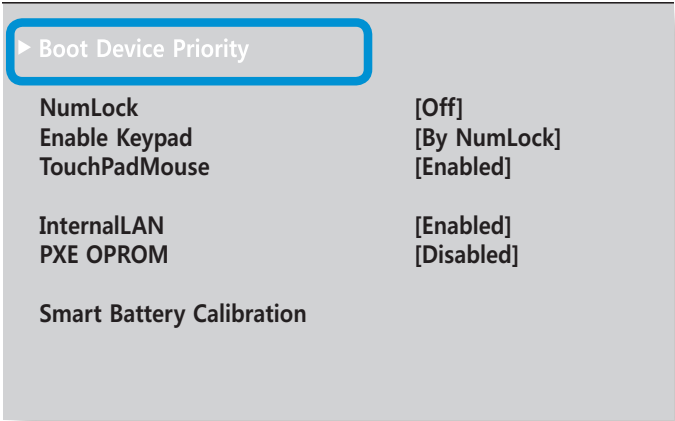 ▶ Boot Device Priority
NumLock [Off]
Enable Keypad [By NumLock]
TouchPadMouse [Enabled]
InternalLAN [Enabled]
PXE OPROM [Disabled]
Smart Battery Calibration